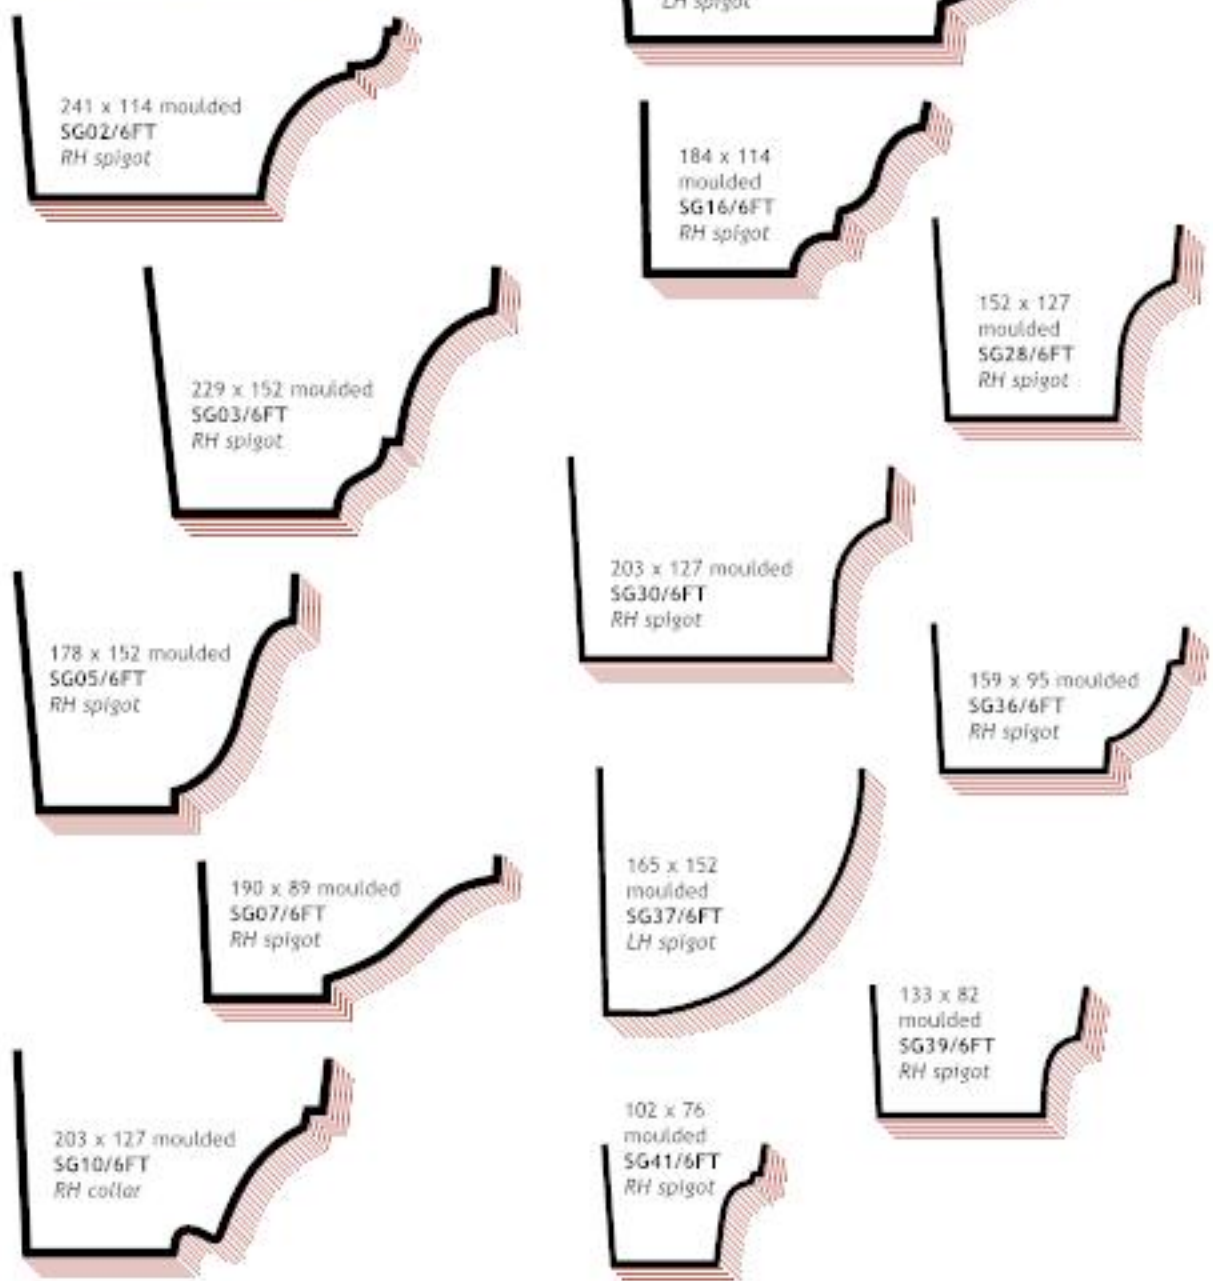 LH spigot
241 x 114 moulded
SG02/6FT
RH spigot
184 x 114
moulded
SG16/6FT
RH spigot
152 x 127
moulded
SG28/6FT
RH spigot
229 x 152 moulded
SG03/6FT
RH spigot
203 x 127 moulded
SG30/6FT
RH spigot
178 x 152 moulded
SG05/6FT
RH spigot
159 x 95 moulded
SG36/6FT
RH spigot
190 x 89 moulded
SG07/6FT
RH spigot
165 x 152
moulded
SG37/6FT
LH spigot
133 x 82
moulded
SG39/6FT
RH spigot
203 x 127 moulded
SG10/6FT
RH collar
102 x 76
moulded
SG41/6FT
RH spigot